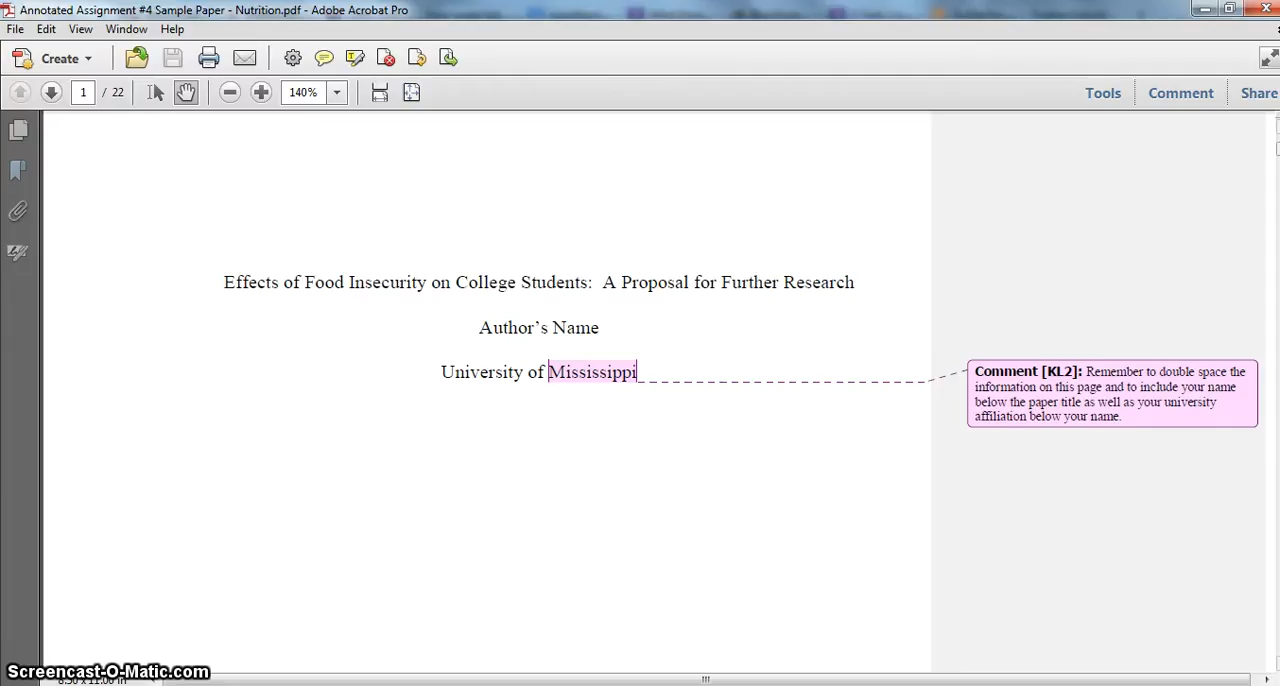 Annotated Assignment #4 Sample Paper - Nutrition.pdf - Adobe Acrobat Pro
File Edit View Window Help
Create
1 / 22 140% Tools Comment Share
Effects of Food Insecurity on College Students: A Proposal for Further Research
Author’s Name
University of Mississippi
Comment [KL2]: Remember to double space the
information on this page and to include your name
below the paper title as well as your university
affiliation below your name.
Screencast-O-Matic.com